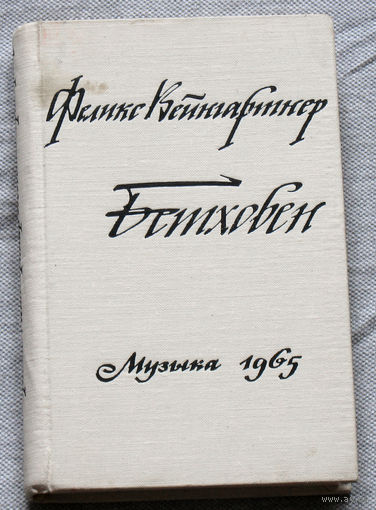 Феликс Вейнгартнер
Бетховен
Музыка 1965